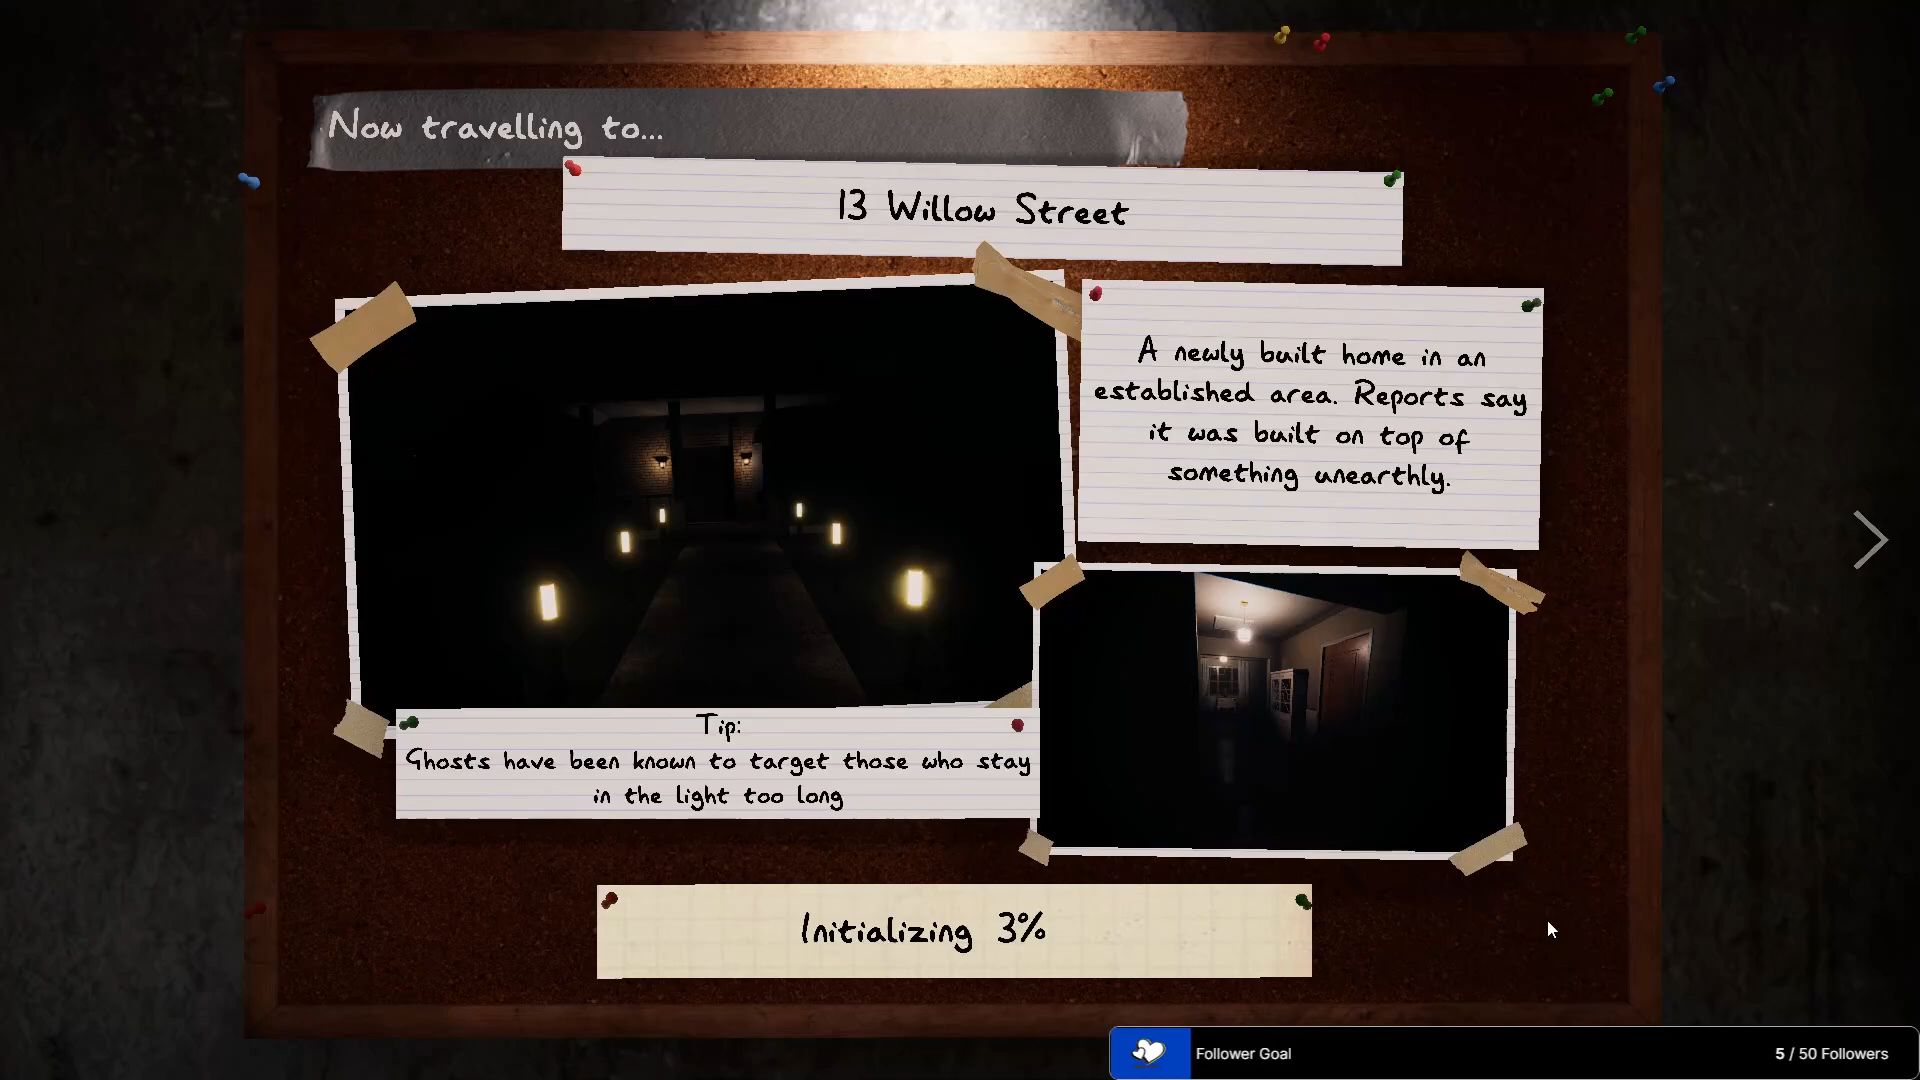 Now travelling to...
13 Willow Street
A newly built home in an
established area. Reports say
it was built on top of
something unearthly.
Tip:
Ghosts have been known to target those who stay
in the light too long
Initializing 3%
Follower Goal
5 / 50 Followers